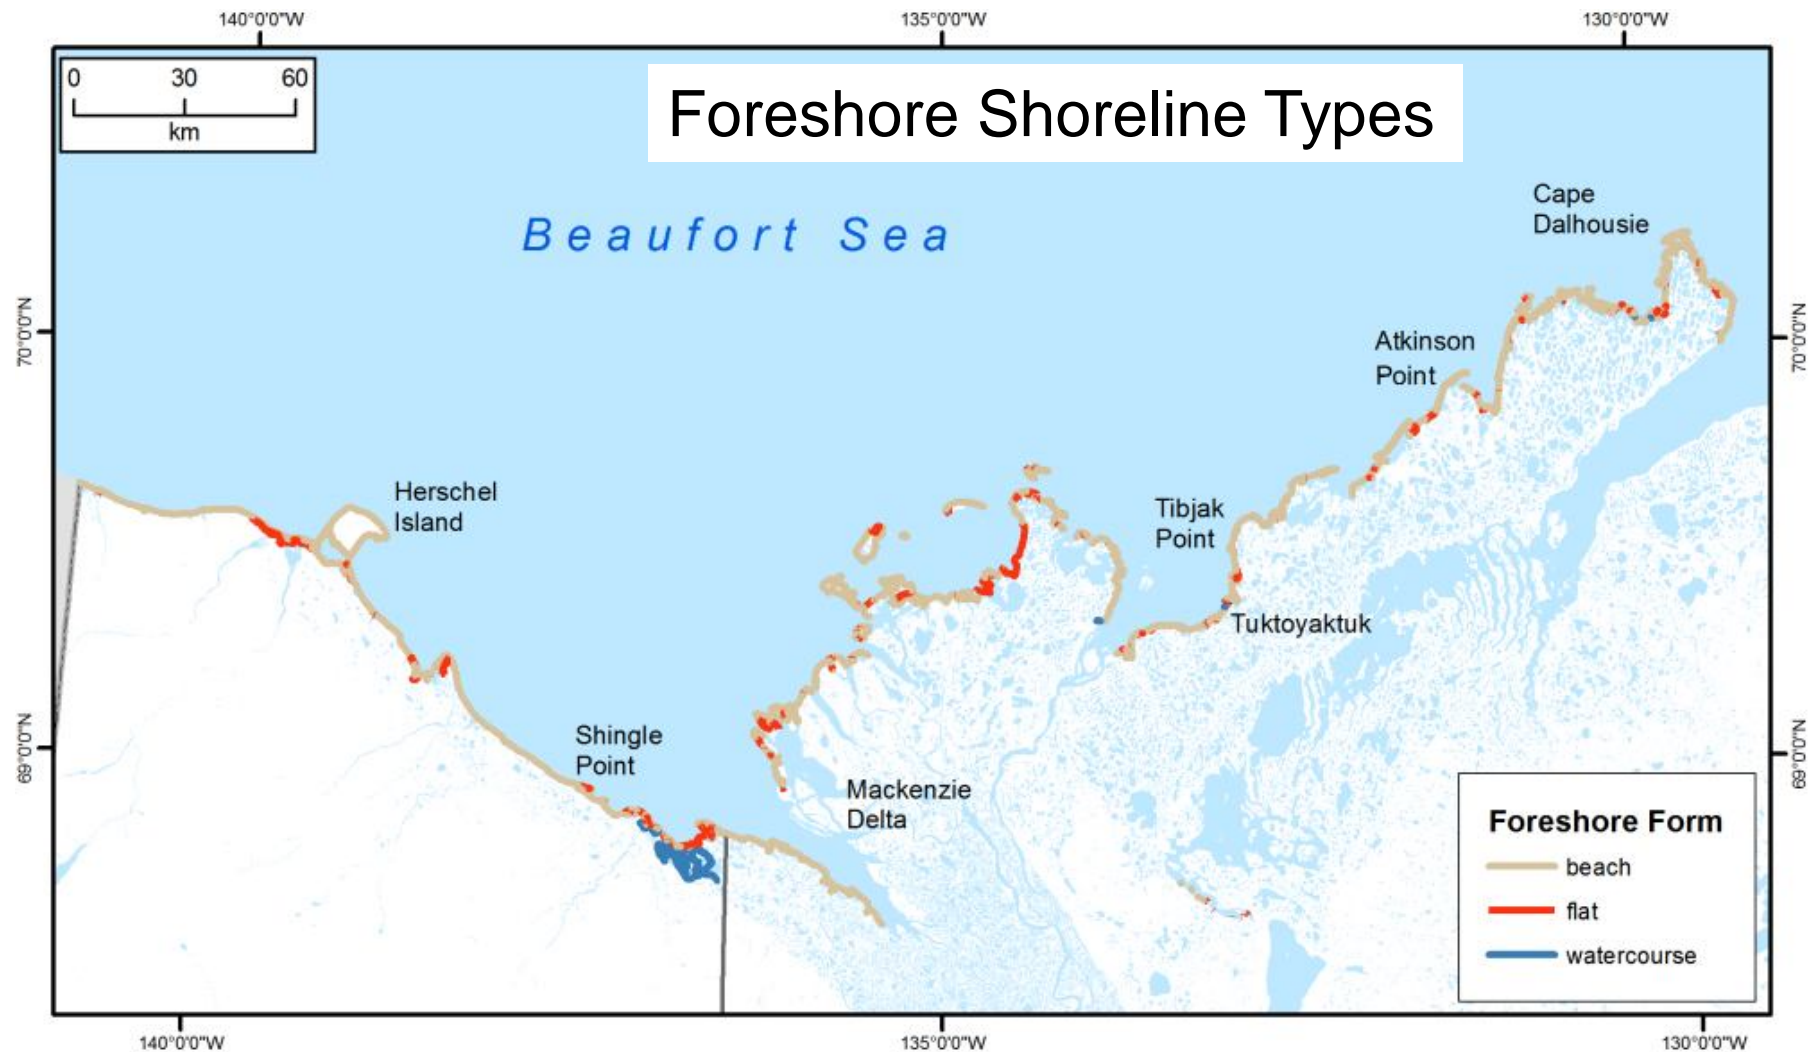 140°0'0"W 135°0'0"W 130°0'0"W
0 30 60
km
Foreshore Shoreline Types
Beaufort Sea
Cape
Dalhousie
70°0'0"N
70°0'0"N
Atkinson
Point
Herschel
Island
Tibjak
Point
Tuktoyaktuk
69°0'0"N
69°0'0"N
Shingle
Point
Mackenzie
Delta
Foreshore Form
beach
flat
watercourse
140°0'0"W 135°0'0"W 130°0'0"W